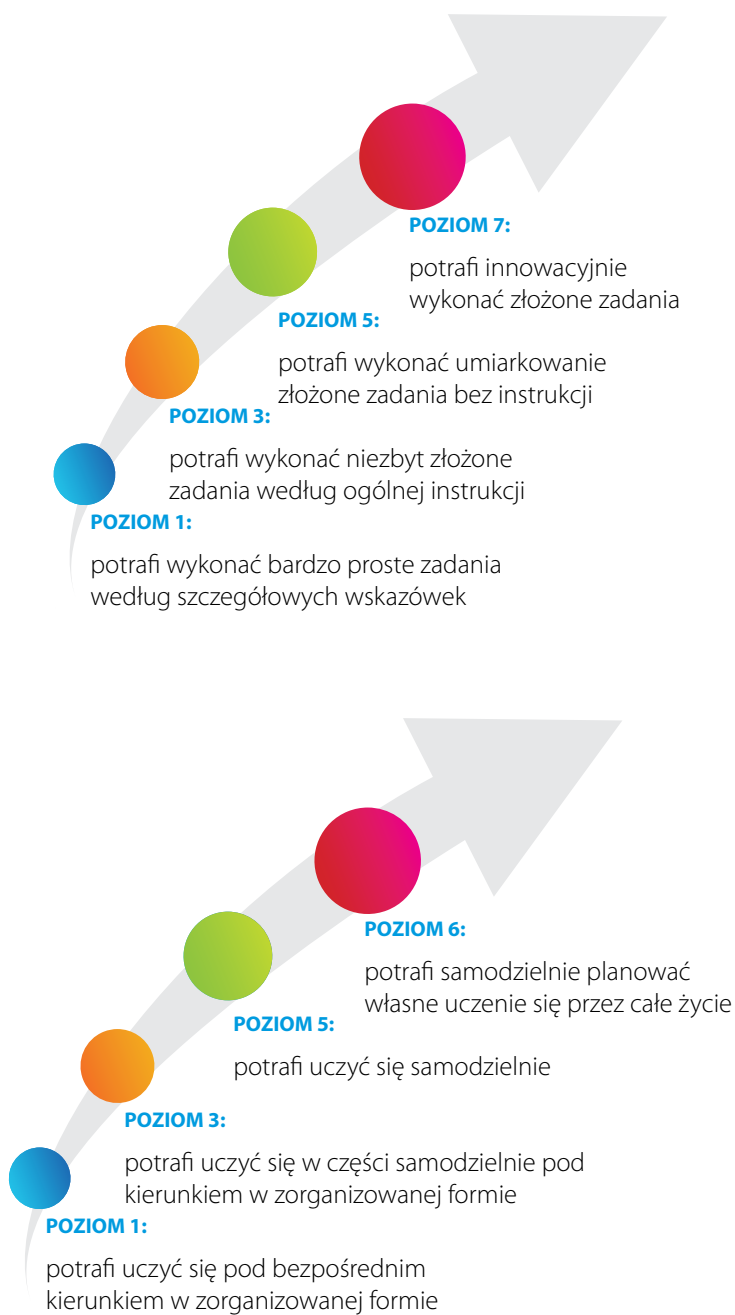 POZIOM 7:
potrafi innowacyjnie
wykonać złożone zadania
POZIOM 5:
potrafi wykonać umiarkowanie
złożone zadania bez instrukcji
POZIOM 3:
potrafi wykonać niezbyt złożone
zadania według ogólnej instrukcji
POZIOM 1:
potrafi wykonać bardzo proste zadania
według szczegółowych wskazówek
POZIOM 6:
potrafi samodzielnie planować
własne uczenie się przez całe życie
POZIOM 5:
potrafi uczyć się samodzielnie
POZIOM 3:
potrafi uczyć się w części samodzielnie pod
kierunkiem w zorganizowanej formie
POZIOM 1:
potrafi uczyć się pod bezpośrednim
kierunkiem w zorganizowanej formie